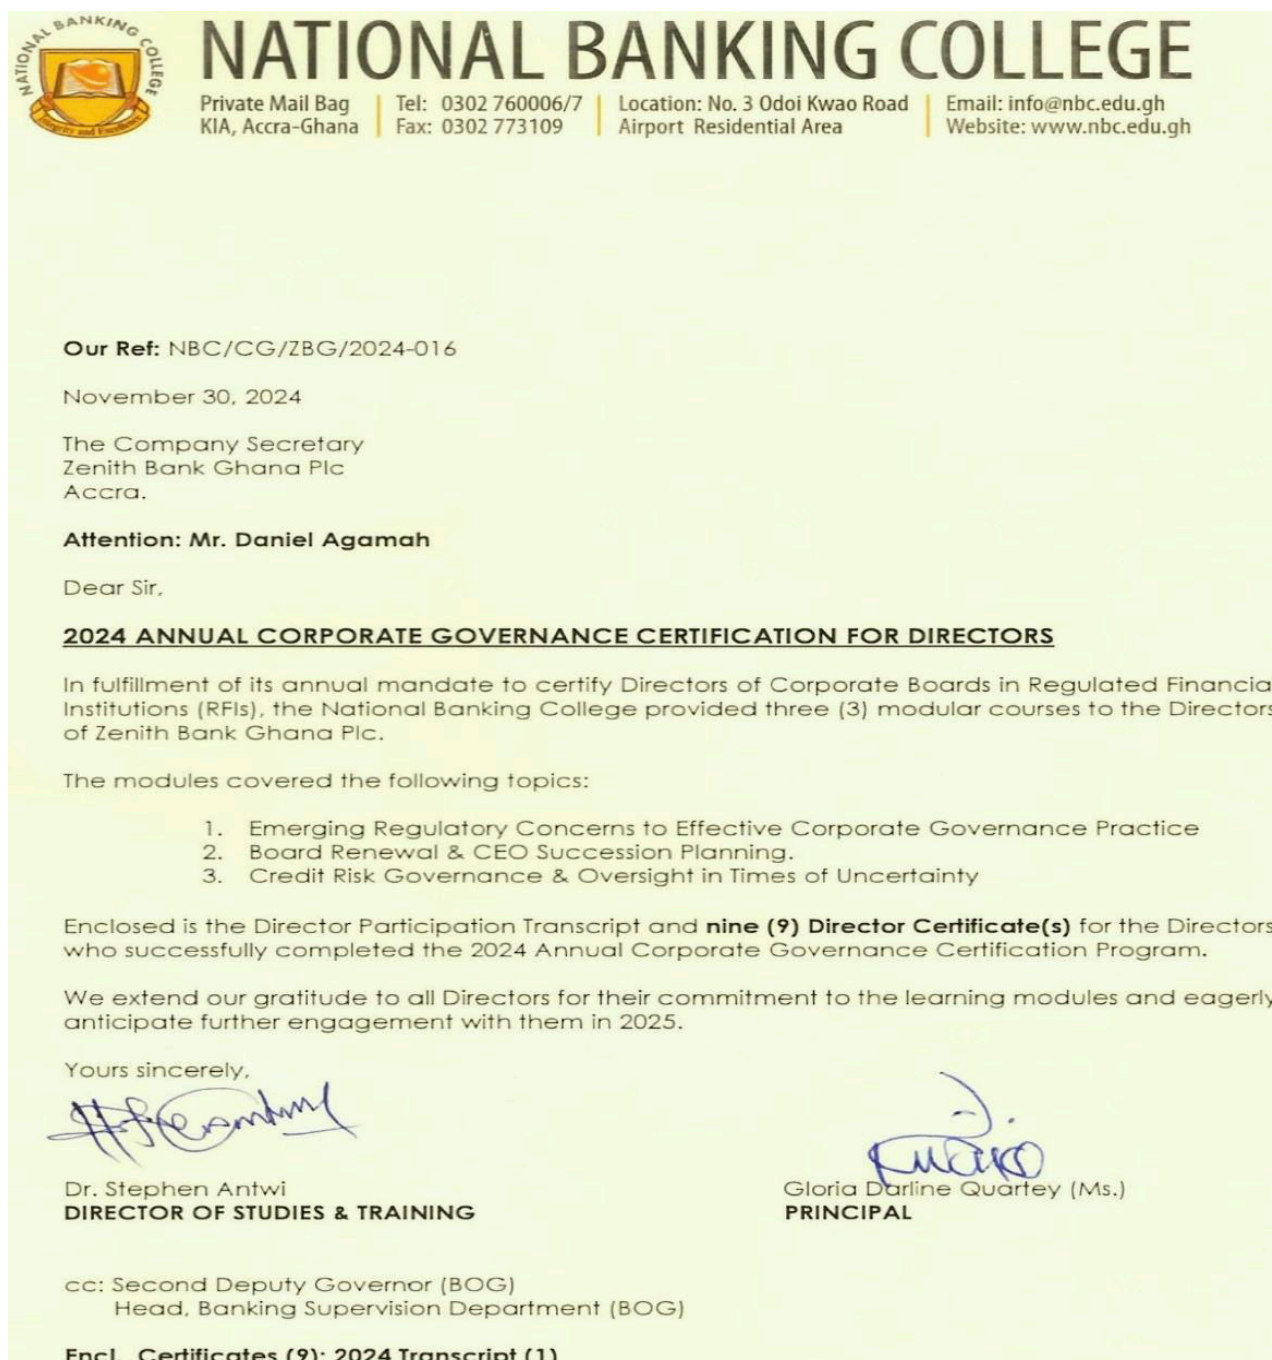 NATIONAL BANKING COLLEGE
NATIONAL BANKING COLLEGE
Private Mail Bag
KIA, Accra-Ghana
Tel: 0302 760006/7
Fax: 0302 773109
Location: No. 3 Odoi Kwao Road
Airport Residential Area
Email: info@nbc.edu.gh
Website: www.nbc.edu.gh
Integrity and Excellence
Our Ref: NBC/CG/ZBG/2024-016
November 30, 2024
The Company Secretary
Zenith Bank Ghana Plc
Accra.
Attention: Mr. Daniel Agamah
Dear Sir,
2024 ANNUAL CORPORATE GOVERNANCE CERTIFICATION FOR DIRECTORS
In fulfillment of its annual mandate to certify Directors of Corporate Boards in Regulated Financia
Institutions (RFIs), the National Banking College provided three (3) modular courses to the Directors
of Zenith Bank Ghana Plc.
The modules covered the following topics:
1. Emerging Regulatory Concerns to Effective Corporate Governance Practice
2. Board Renewal & CEO Succession Planning.
3. Credit Risk Governance & Oversight in Times of Uncertainty
Enclosed is the Director Participation Transcript and nine (9) Director Certificate(s) for the Directors
who successfully completed the 2024 Annual Corporate Governance Certification Program.
We extend our gratitude to all Directors for their commitment to the learning modules and eagerly
anticipate further engagement with them in 2025.
Yours sincerely,
Dr. Stephen Antwi
DIRECTOR OF STUDIES & TRAINING
Gloria Darline Quartey (Ms.)
PRINCIPAL
cc: Second Deputy Governor (BOG)
Head, Banking Supervision Department (BOG)
Encl. Certificates (9); 2024 Transcript (1)